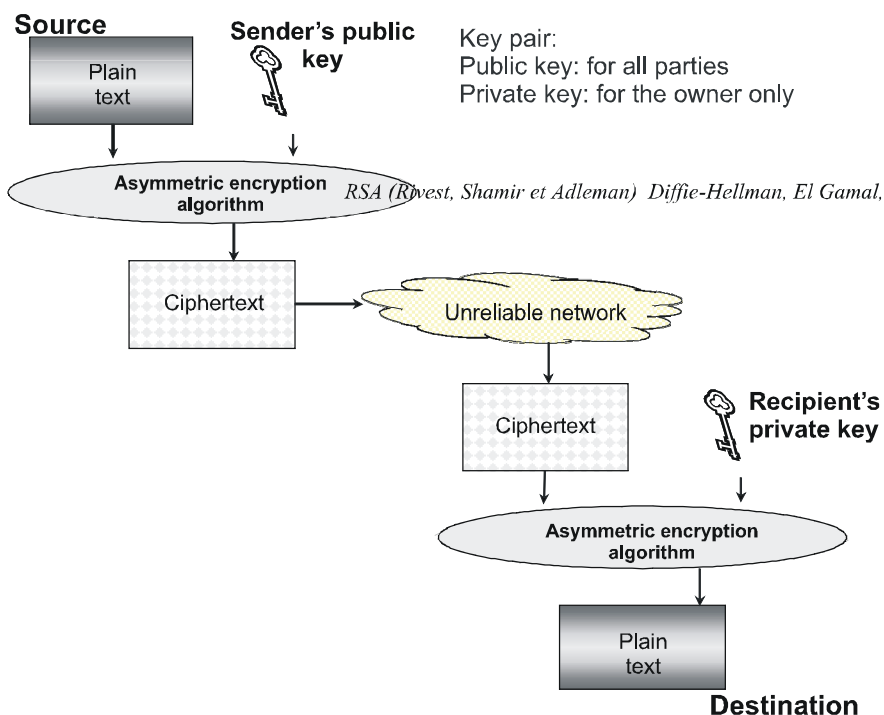 Source
Sender's public
key
Key pair:
Public key: for all parties
Private key: for the owner only
Plain
text
Asymmetric encryption
algorithm
RSA (Rivest, Shamir et Adleman) Diffie-Hellman, El Gamal,
Ciphertext
Unreliable network
Ciphertext
Recipient's
private key
Asymmetric encryption
algorithm
Plain
text
Destination